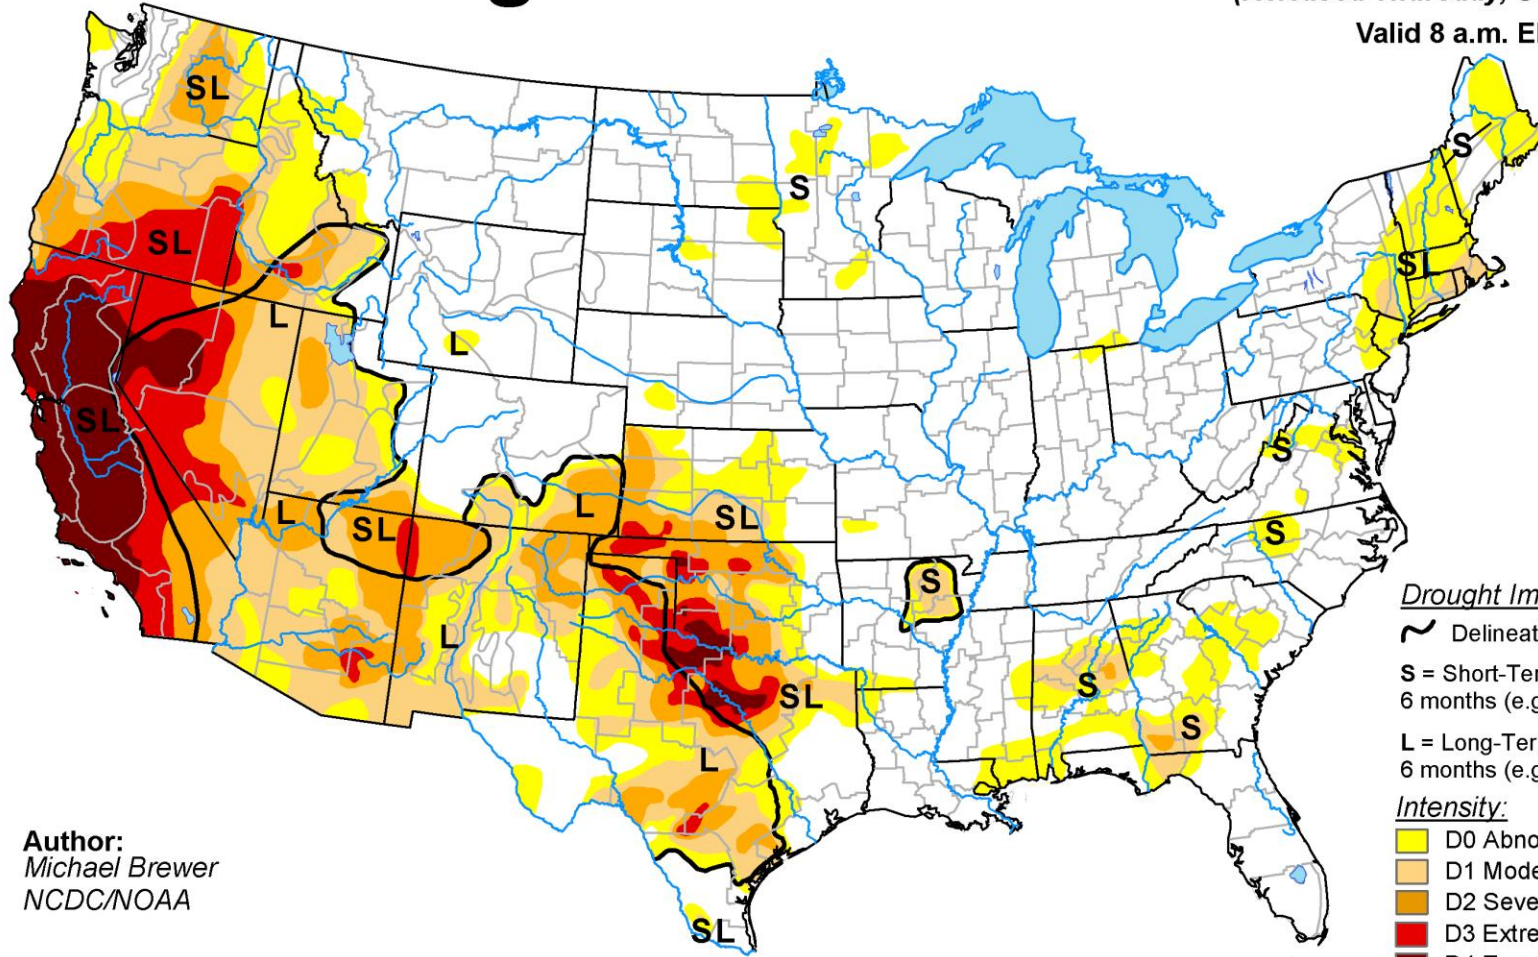 Valid 8 a.m.
SL
S
S
SL
SL
L
L
SL
S
L
SL
L
SL
S
S
L
SL
S
S
L
SL
Author:
Michael Brewer
NCDC/NOAA
Drought
Delineat
S = Short-Ter
6 months (e.g
L = Long-Ter
6 months (e.g
Intensity:
D0 Abno
D1 Mode
D2 Seve
D3 Extre